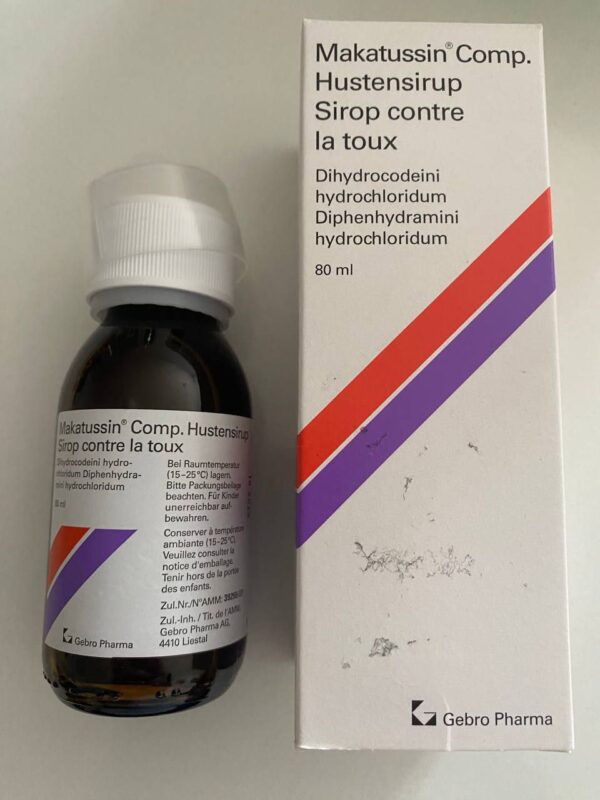 Makatussin® Comp.
Hustensirup
Sirop contre
la toux
Dihydrocodeini
hydrochloridum
Diphenhydramini
hydrochloridum
80 ml
Gebro Pharma
Makatussin® Comp. Hustensirup
Sirop contre la toux
Dihydrocodeini hydro-
chloridum Diphenhydra-
mini hydrochloridum
80 ml
Bei Raumtemperatur
(15–25°C) lagern.
Bitte Packungsbeilage
beachten. Für Kinder
unerreichbar auf-
bewahren.
Conserver à température
ambiante (15-25°C).
Veuillez consulter la
notice d'emballage.
Tenir hors de la portée
des enfants.
Zul.Nr./N°AMM:
Zul.-Inh. / Tit. de l'AMM:
Gebro Pharma AG,
4410 Liestal
Gebro Pharma